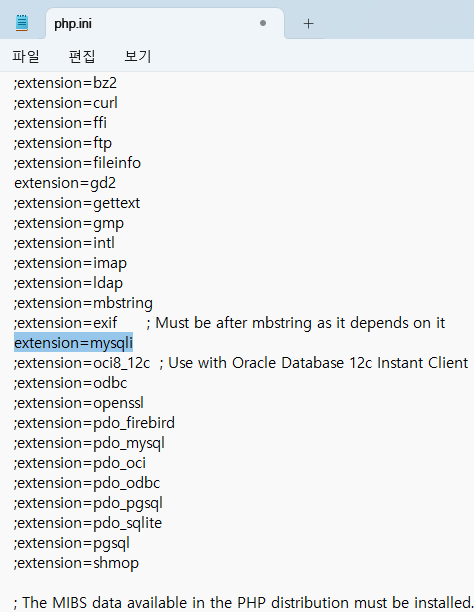 php.ini
파일 편집 보기
;extension=bz2
;extension=curl
;extension=ffi
;extension=ftp
;extension=fileinfo
extension=gd2
;extension=gettext
;extension=gmp
;extension=intl
;extension=imap
;extension=ldap
;extension=mbstring
;extension=exif      ; Must be after mbstring as it depends on it
extension=mysqli
;extension=oci8_12c  ; Use with Oracle Database 12c Instant Client
;extension=odbc
;extension=openssl
;extension=pdo_firebird
;extension=pdo_mysql
;extension=pdo_oci
;extension=pdo_odbc
;extension=pdo_pgsql
;extension=pdo_sqlite
;extension=pgsql
;extension=shmop
; The MIBS data available in the PHP distribution must be installed.